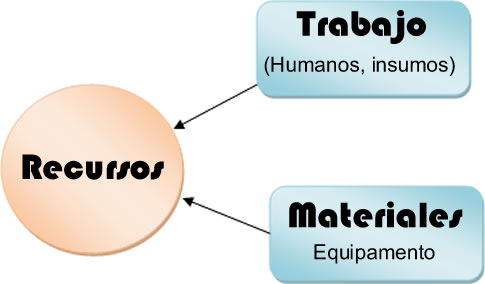 Trabajo
(Humanos, insumos)
Recursos
Materiales
Equipamento